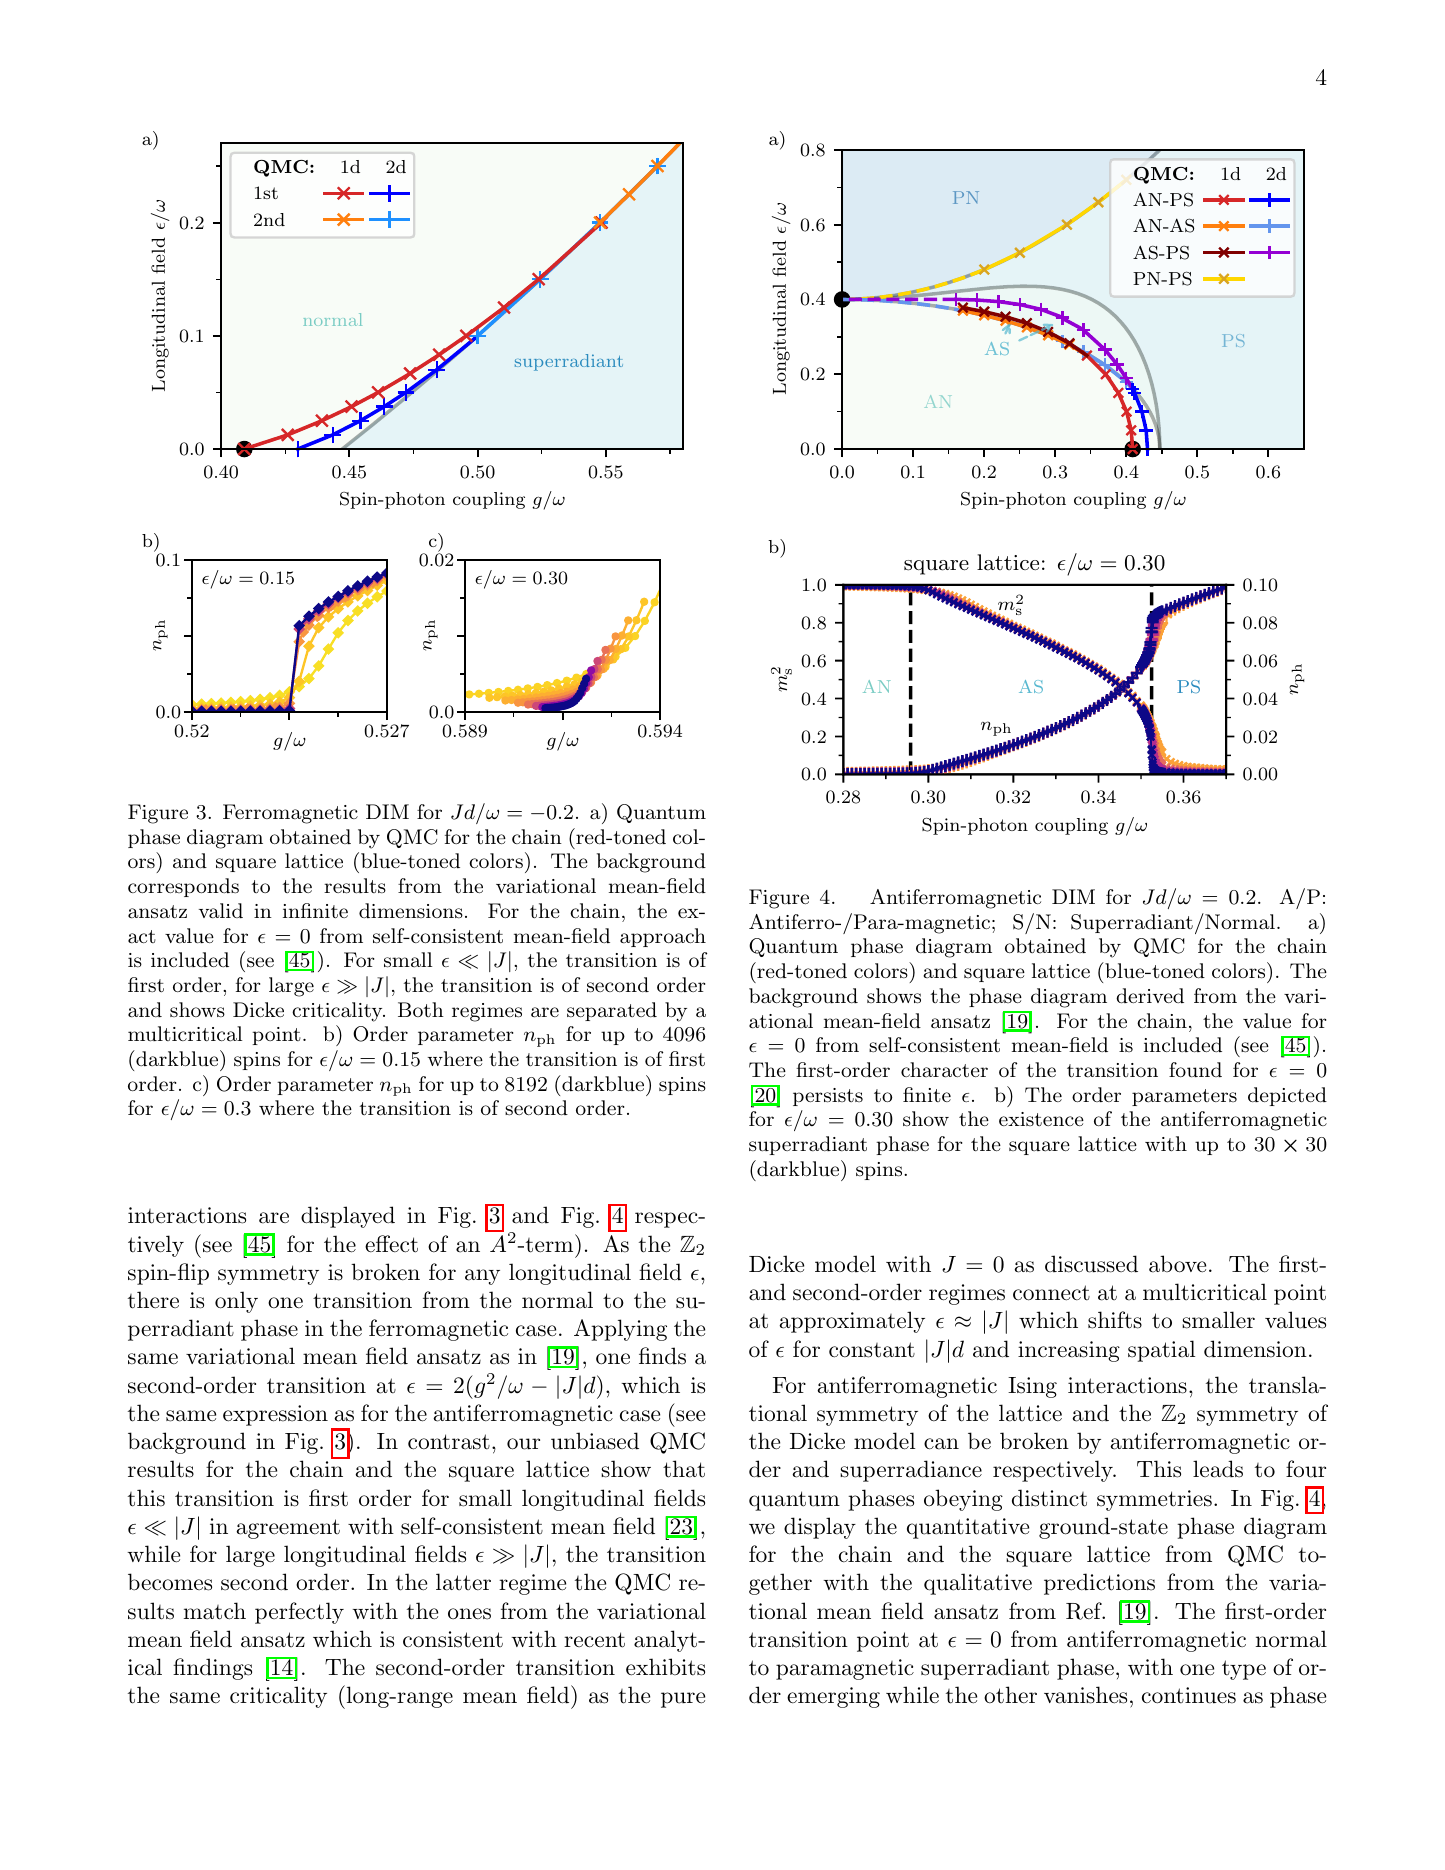 4
a)
QMC: 1d 2d
1st
2nd
normal
superradiant
Longitudinal field ϵ/ω
0.2
0.1
0.0
0.40 0.45 0.50 0.55
Spin-photon coupling g/ω
b)
0.1
ϵ/ω = 0.15
n_ph
0.0
0.52 g/ω 0.527
c)
0.02
ϵ/ω = 0.30
n_ph
0.0
0.589 g/ω 0.594
Figure 3. Ferromagnetic DIM for Jd/ω = −0.2. a) Quantum
phase diagram obtained by QMC for the chain (red-toned col-
ors) and square lattice (blue-toned colors). The background
corresponds to the results from the variational mean-field
ansatz valid in infinite dimensions. For the chain, the ex-
act value for ϵ = 0 from self-consistent mean-field approach
is included (see [45]). For small ϵ ≪ |J|, the transition is of
first order, for large ϵ ≫ |J|, the transition is of second order
and shows Dicke criticality. Both regimes are separated by a
multicritical point. b) Order parameter n_ph for up to 4096
(darkblue) spins for ϵ/ω = 0.15 where the transition is of first
order. c) Order parameter n_ph for up to 8192 (darkblue) spins
for ϵ/ω = 0.3 where the transition is of second order.
interactions are displayed in Fig. 3 and Fig. 4 respec-
tively (see [45] for the effect of an A²-term). As the ℤ₂
spin-flip symmetry is broken for any longitudinal field ϵ,
there is only one transition from the normal to the su-
perradiant phase in the ferromagnetic case. Applying the
same variational mean field ansatz as in [19], one finds a
second-order transition at ϵ = 2(g²/ω − |J|d), which is
the same expression as for the antiferromagnetic case (see
background in Fig. 3). In contrast, our unbiased QMC
results for the chain and the square lattice show that
this transition is first order for small longitudinal fields
ϵ ≪ |J| in agreement with self-consistent mean field [23],
while for large longitudinal fields ϵ ≫ |J|, the transition
becomes second order. In the latter regime the QMC re-
sults match perfectly with the ones from the variational
mean field ansatz which is consistent with recent analyt-
ical findings [14]. The second-order transition exhibits
the same criticality (long-range mean field) as the pure
a)
QMC: 1d 2d
AN-PS
AN-AS
AS-PS
PN-PS
PN
PS
AS
AN
Longitudinal field ϵ/ω
0.8
0.6
0.4
0.2
0.0
0.0 0.1 0.2 0.3 0.4 0.5 0.6
Spin-photon coupling g/ω
b)
square lattice: ϵ/ω = 0.30
1.0 0.10
0.8 0.08
0.6 0.06
0.4 0.04
0.2 0.02
0.0 0.00
m_s²
n_ph
m_s²
AN AS PS
n_ph
0.28 0.30 0.32 0.34 0.36
Spin-photon coupling g/ω
Figure 4. Antiferromagnetic DIM for Jd/ω = 0.2. A/P:
Antiferro-/Para-magnetic; S/N: Superradiant/Normal. a)
Quantum phase diagram obtained by QMC for the chain
(red-toned colors) and square lattice (blue-toned colors). The
background shows the phase diagram derived from the vari-
ational mean-field ansatz [19]. For the chain, the value for
ϵ = 0 from self-consistent mean-field is included (see [45]).
The first-order character of the transition found for ϵ = 0
[20] persists to finite ϵ. b) The order parameters depicted
for ϵ/ω = 0.30 show the existence of the antiferromagnetic
superradiant phase for the square lattice with up to 30 × 30
(darkblue) spins.
Dicke model with J = 0 as discussed above. The first-
and second-order regimes connect at a multicritical point
at approximately ϵ ≈ |J| which shifts to smaller values
of ϵ for constant |J|d and increasing spatial dimension.
For antiferromagnetic Ising interactions, the transla-
tional symmetry of the lattice and the ℤ₂ symmetry of
the Dicke model can be broken by antiferromagnetic or-
der and superradiance respectively. This leads to four
quantum phases obeying distinct symmetries. In Fig. 4,
we display the quantitative ground-state phase diagram
for the chain and the square lattice from QMC to-
gether with the qualitative predictions from the varia-
tional mean field ansatz from Ref. [19]. The first-order
transition point at ϵ = 0 from antiferromagnetic normal
to paramagnetic superradiant phase, with one type of or-
der emerging while the other vanishes, continues as phase